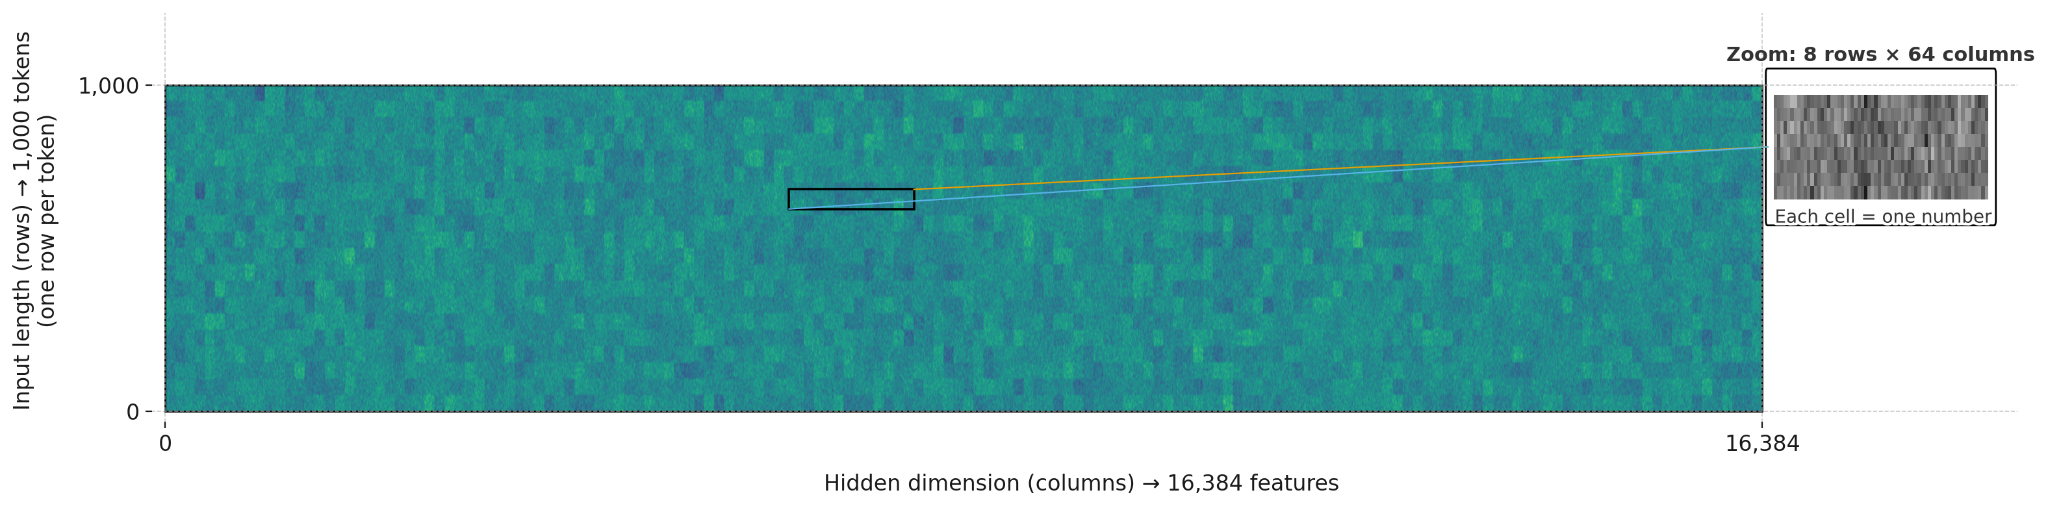 Input length (rows) → 1,000 tokens
(one row per token)
1,000
0
0
16,384
Hidden dimension (columns) → 16,384 features
Zoom: 8 rows × 64 columns
Each cell = one number